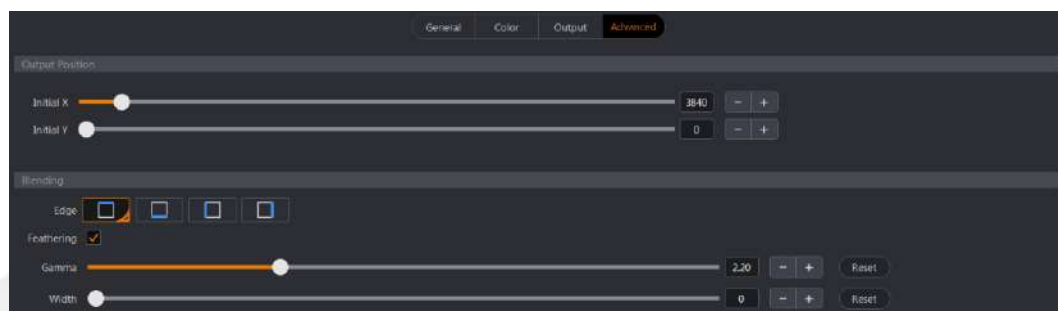 General Color Output Advanced
Output Position
Initial X 3840 - +
Initial Y 0 - +
Blending
Edge
Feathering
Gamma 2.20 - + Reset
Width 0 - + Reset